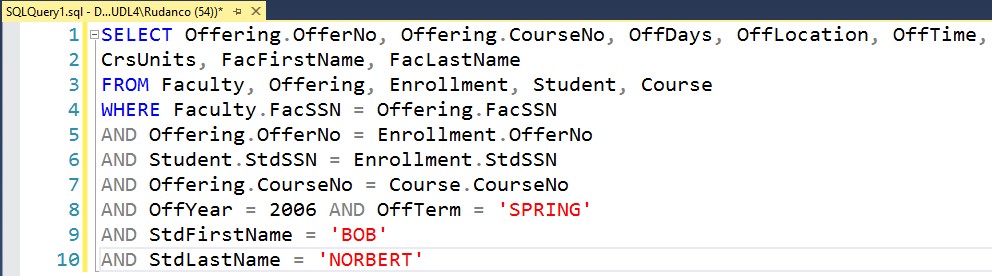 SQLQuery1.sql - D...UDL4\Rudanco (54))*
1 SELECT Offering.OfferNo, Offering.CourseNo, OffDays, OffLocation, OffTime,
2 CrsUnits, FacFirstName, FacLastName
3 FROM Faculty, Offering, Enrollment, Student, Course
4 WHERE Faculty.FacSSN = Offering.FacSSN
5 AND Offering.OfferNo = Enrollment.OfferNo
6 AND Student.StdSSN = Enrollment.StdSSN
7 AND Offering.CourseNo = Course.CourseNo
8 AND OffYear = 2006 AND OffTerm = 'SPRING'
9 AND StdFirstName = 'BOB'
10 AND StdLastName = 'NORBERT'